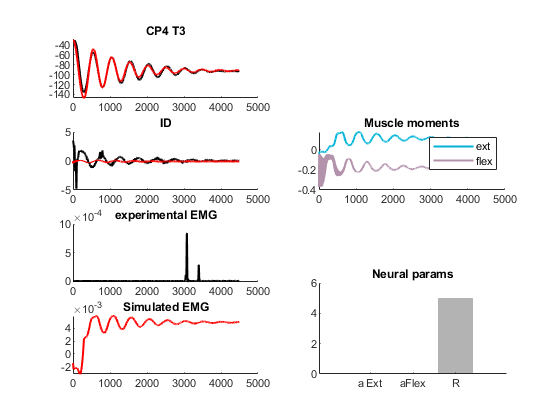 CP4 T3
-40
-60
-80
-100
-120
-140
0 1000 2000 3000 4000 5000
ID
5
0
-5
0 1000 2000 3000 4000 5000
Muscle moments
0
-0.2
-0.4
0 1000 2000 3000 4000 5000
ext
flex
experimental EMG
×10-4
10
5
0
0 1000 2000 3000 4000 5000
Simulated EMG
×10-3
4
2
0
-2
0 1000 2000 3000 4000 5000
Neural params
6
4
2
0
a Ext aFlex R